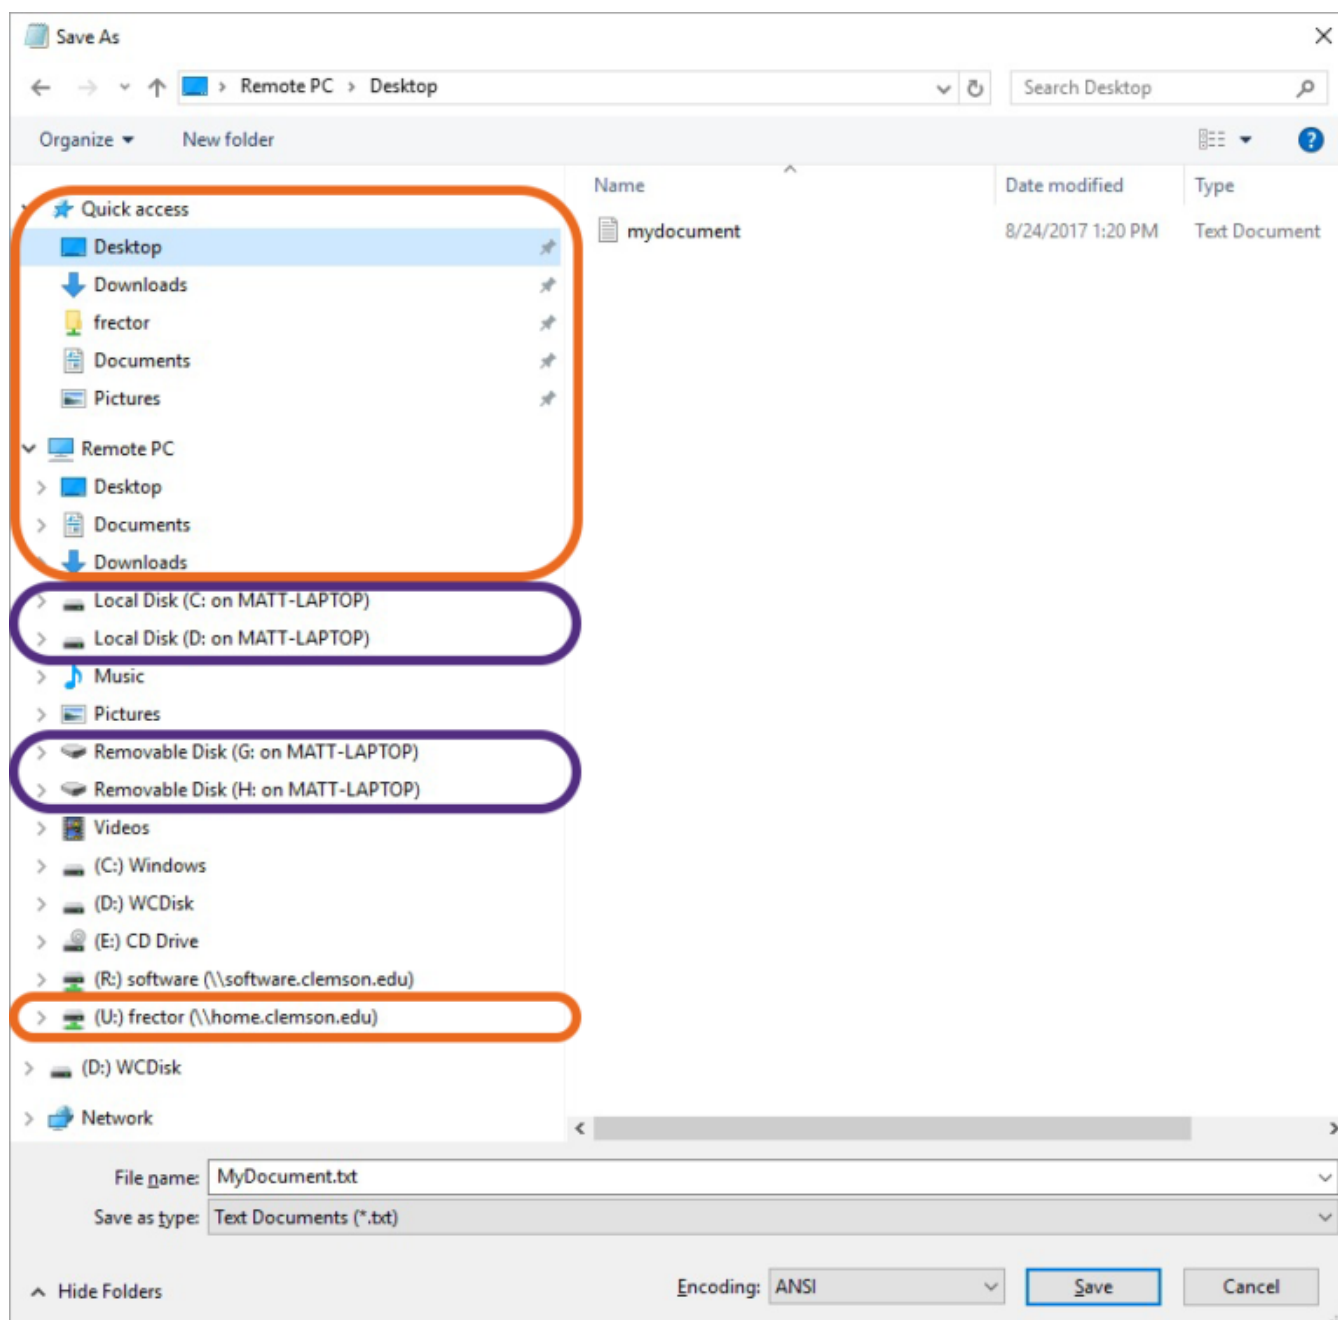 Save As
Remote PC > Desktop
Search Desktop
Organize
New folder
?
Name
Date modified
Type
mydocument
8/24/2017 1:20 PM
Text Document
Quick access
Desktop
Downloads
frector
Documents
Pictures
Remote PC
Desktop
Documents
Downloads
Local Disk (C: on MATT-LAPTOP)
Local Disk (D: on MATT-LAPTOP)
Music
Pictures
Removable Disk (G: on MATT-LAPTOP)
Removable Disk (H: on MATT-LAPTOP)
Videos
(C:) Windows
(D:) WCDisk
(E:) CD Drive
(R:) software (\\software.clemson.edu)
(U:) frector (\\home.clemson.edu)
(D:) WCDisk
Network
File name: MyDocument.txt
Save as type: Text Documents (*.txt)
Hide Folders
Encoding: ANSI
Save
Cancel